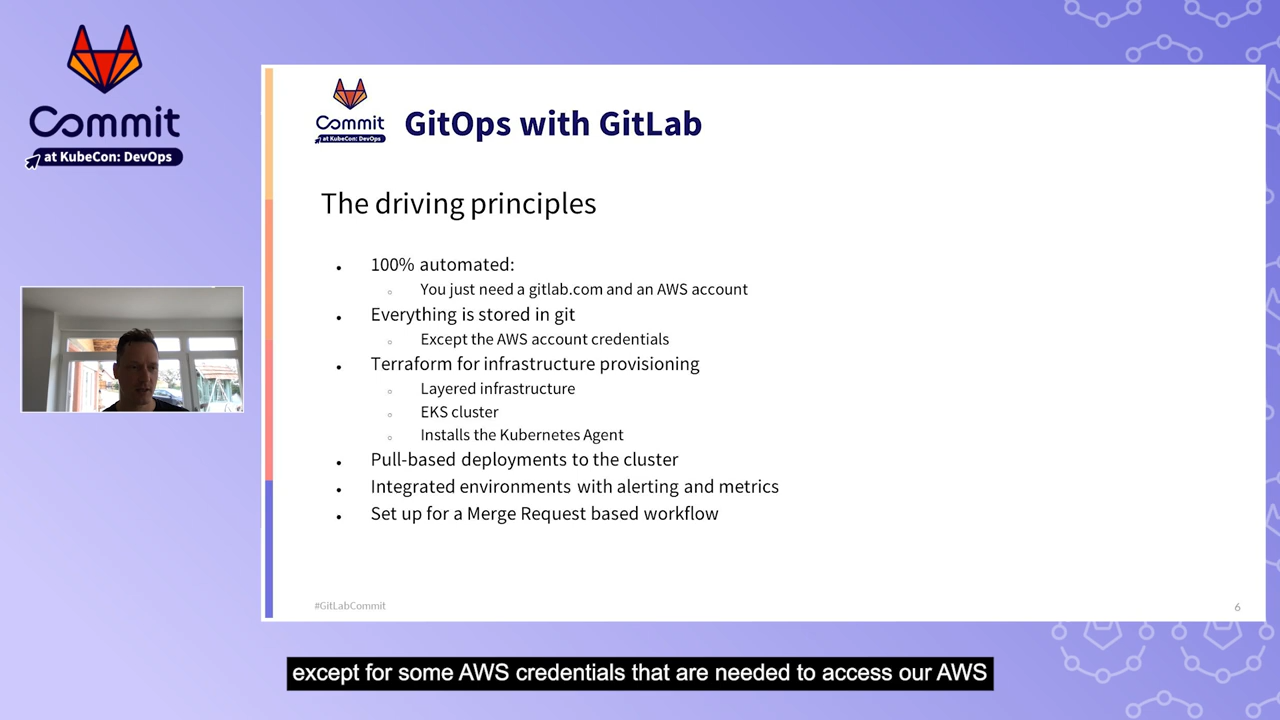 Commit
at KubeCon: DevOps
Commit
at KubeCon: DevOps
GitOps with GitLab
The driving principles
100% automated:
You just need a gitlab.com and an AWS account
Everything is stored in git
Except the AWS account credentials
Terraform for infrastructure provisioning
Layered infrastructure
EKS cluster
Installs the Kubernetes Agent
Pull-based deployments to the cluster
Integrated environments with alerting and metrics
Set up for a Merge Request based workflow
#GitLabCommit
6
except for some AWS credentials that are needed to access our AWS